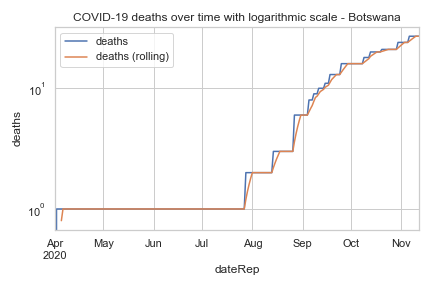 COVID-19 deaths over time with logarithmic scale - Botswana
deaths
deaths (rolling)
deaths
10¹
10⁰
Apr May Jun Jul Aug Sep Oct Nov
2020
dateRep